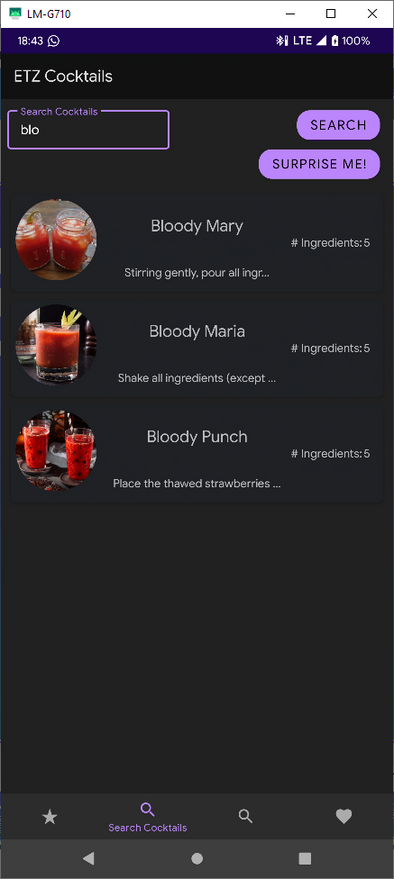 LM-G710
18:43 LTE 100%
ETZ Cocktails
Search Cocktails
blo
SEARCH
SURPRISE ME!
Bloody Mary
# Ingredients: 5
Stirring gently, pour all ingr...
Bloody Maria
# Ingredients: 5
Shake all ingredients (except ...
Bloody Punch
# Ingredients: 5
Place the thawed strawberries ...
Search Cocktails